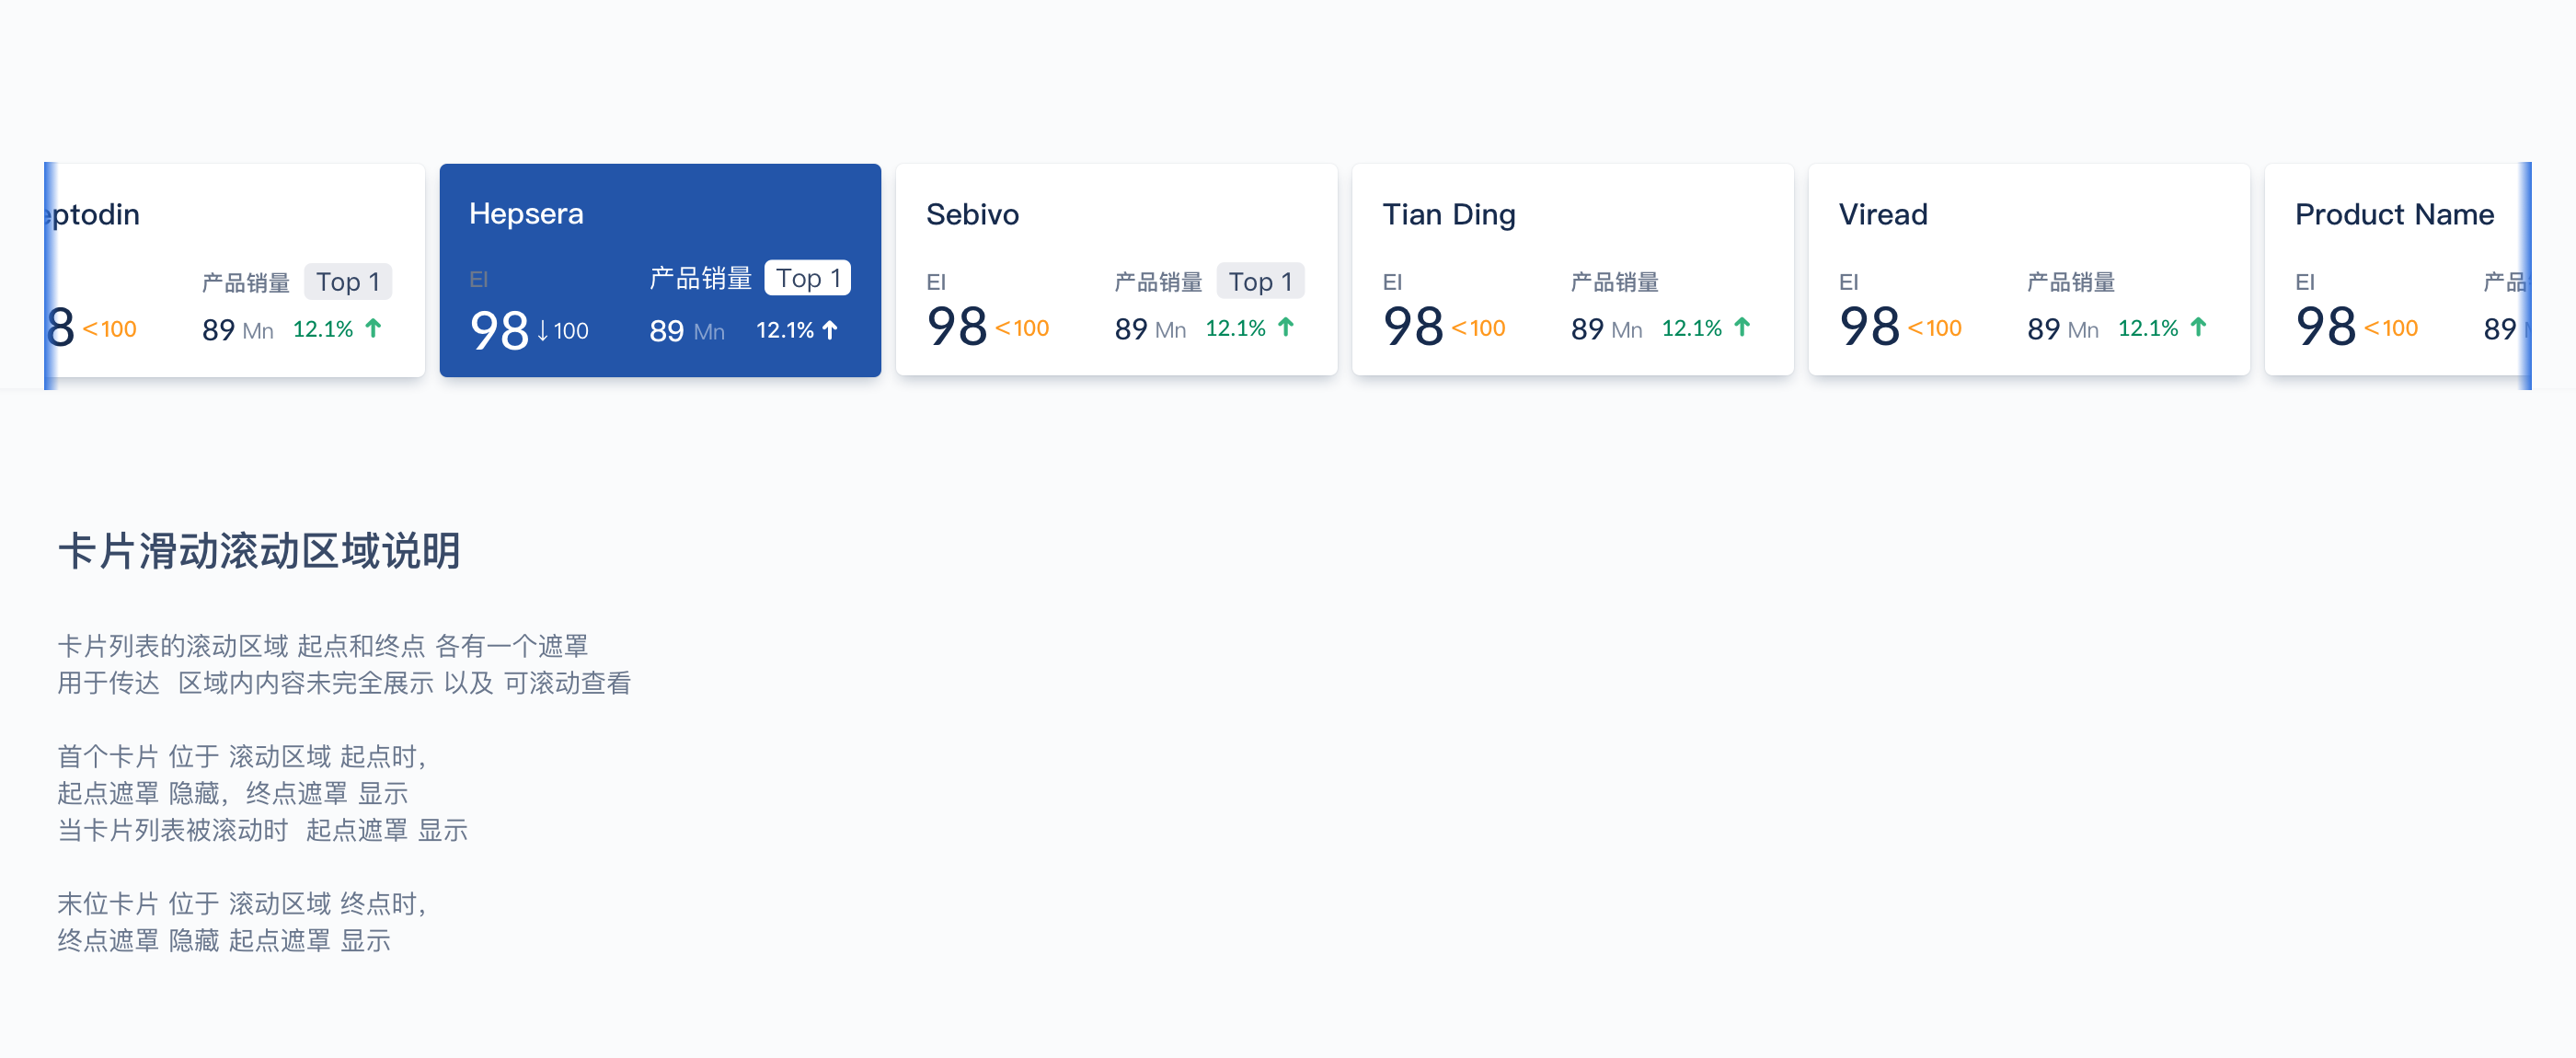 eptodin
产品销量 Top 1
8 <100 89 Mn 12.1% ↑
Hepsera
EI 产品销量 Top 1
98 ↓100 89 Mn 12.1% ↑
Sebivo
EI 产品销量 Top 1
98 <100 89 Mn 12.1% ↑
Tian Ding
EI 产品销量
98 <100 89 Mn 12.1% ↑
Viread
EI 产品销量
98 <100 89 Mn 12.1% ↑
Product Name
EI 产品
98 <100 89
卡片滑动滚动区域说明
卡片列表的滚动区域 起点和终点 各有一个遮罩
用于传达 区域内内容未完全展示 以及 可滚动查看
首个卡片 位于 滚动区域 起点时，
起点遮罩 隐藏，终点遮罩 显示
当卡片列表被滚动时 起点遮罩 显示
末位卡片 位于 滚动区域 终点时，
终点遮罩 隐藏 起点遮罩 显示